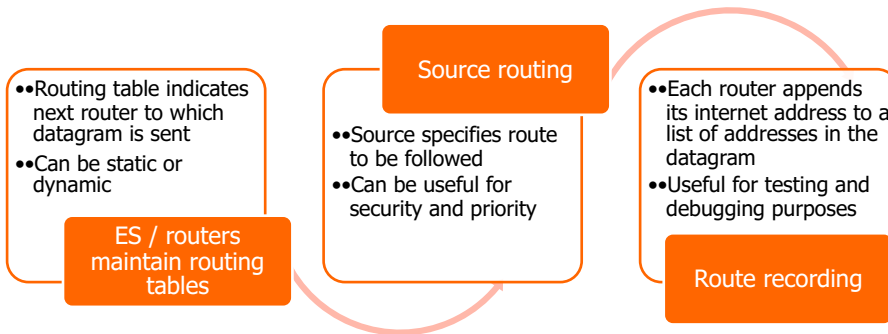 ••Routing table indicates
next router to which
datagram is sent
••Can be static or
dynamic
ES / routers
maintain routing
tables
Source routing
••Source specifies route
to be followed
••Can be useful for
security and priority
••Each router appends
its internet address to a
list of addresses in the
datagram
••Useful for testing and
debugging purposes
Route recording